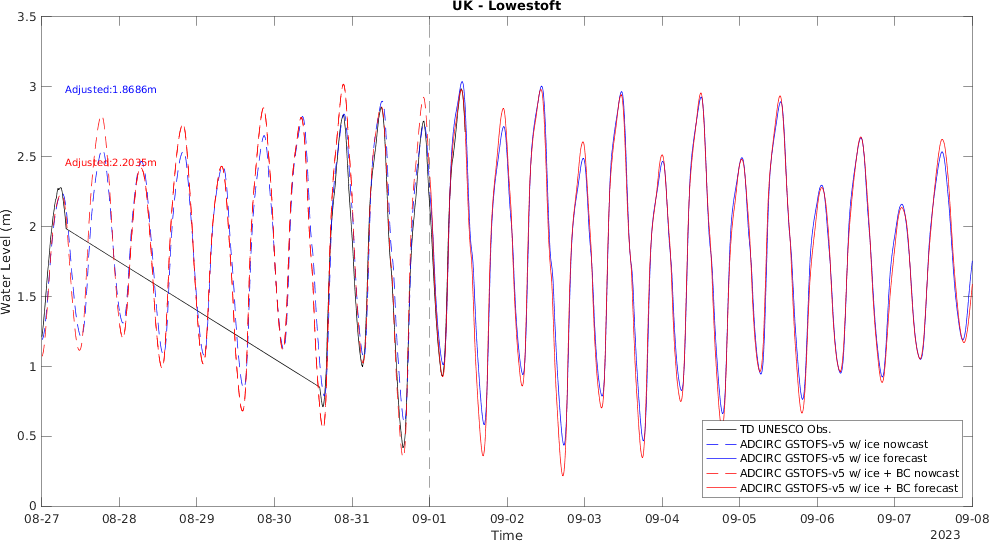 UK - Lowestoft
3.5
3
2.5
2
1.5
1
0.5
0
Water Level (m)
Adjusted:1.8686m
Adjusted:2.2035m
TD UNESCO Obs.
ADCIRC GSTOFS-v5 w/ ice nowcast
ADCIRC GSTOFS-v5 w/ ice forecast
ADCIRC GSTOFS-v5 w/ ice + BC nowcast
ADCIRC GSTOFS-v5 w/ ice + BC forecast
08-27 08-28 08-29 08-30 08-31 09-01 09-02 09-03 09-04 09-05 09-06 09-07 09-08
Time
2023